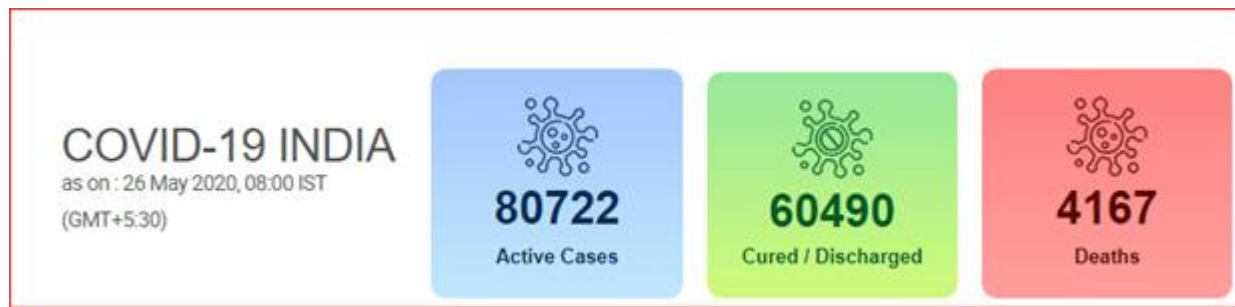 COVID-19 INDIA
as on : 26 May 2020, 08:00 IST
(GMT+5:30)
80722
Active Cases
60490
Cured / Discharged
4167
Deaths